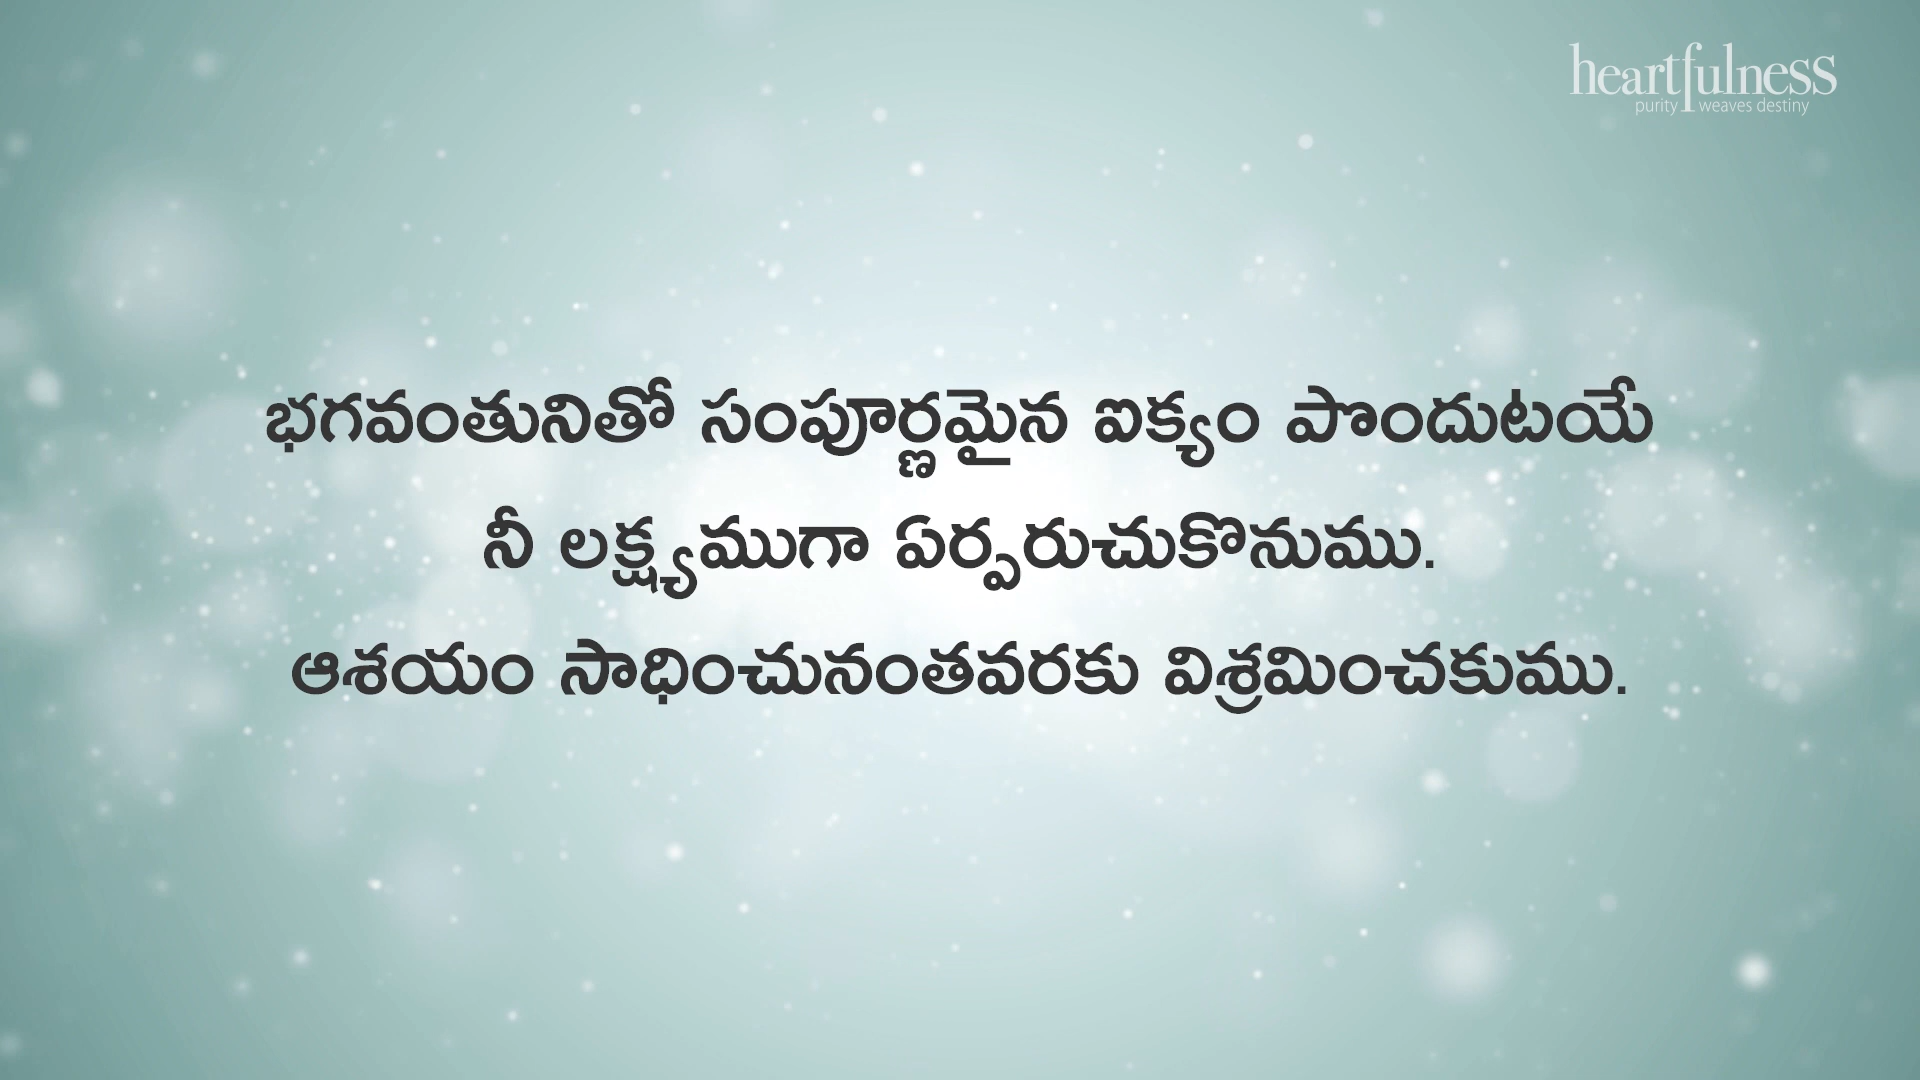 heartfulness
purity weaves destiny
భగవంతునితో సంపూర్ణమైన ఐక్యం పొందుటయే
నీ లక్ష్యముగా ఏర్పరుచుకొనుము.
ఆశయం సాధించునంతవరకు విశ్రమించకుము.